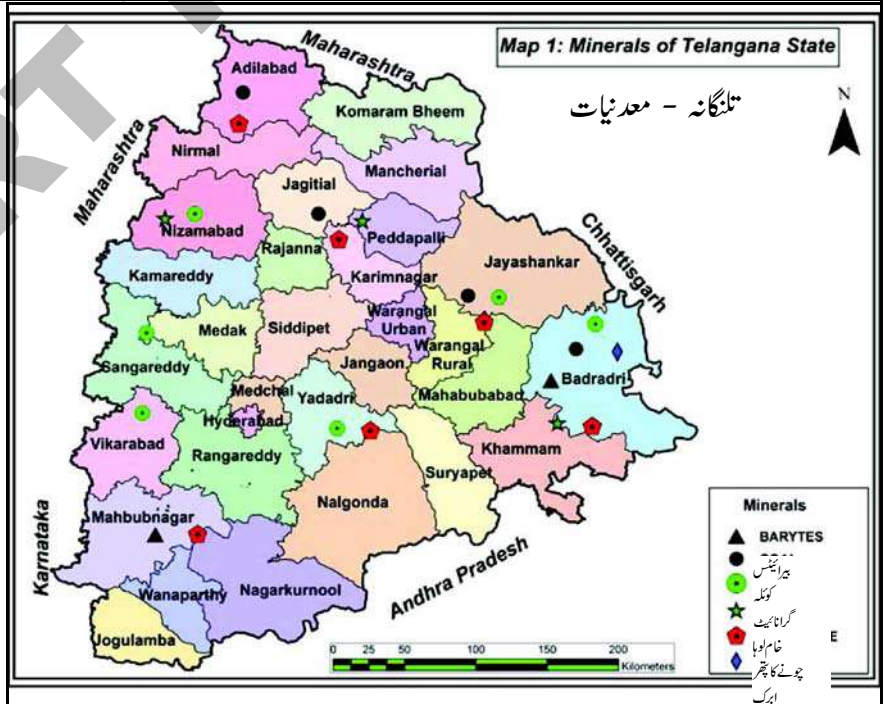 Map 1: Minerals of Telangana State
تلنگانہ - معدنیات
N
Maharashtra
Maharashtra
Chhattisgarh
Karnataka
Andhra Pradesh
Adilabad
Komaram Bheem
Nirmal
Mancherial
Jagitial
Nizamabad
Peddapalli
Rajanna
Jayashankar
Kamareddy
Karimnagar
Medak
Siddipet
Warangal
Urban
Warangal
Rural
Sangareddy
Jangaon
Badradri
Medchal
Yadadri
Mahabubabad
Hyderabad
Vikarabad
Rangareddy
Khammam
Suryapet
Nalgonda
Mahbubnagar
Wanaparthy
Nagarkurnool
Jogulamba
0 25 50 100 150 200
Kilometers
Minerals
BARYTES
بیرائیٹس
کوئلہ
گرانائیٹ
خام لوہا
E
چونے کا پتھر
ابرک
RT